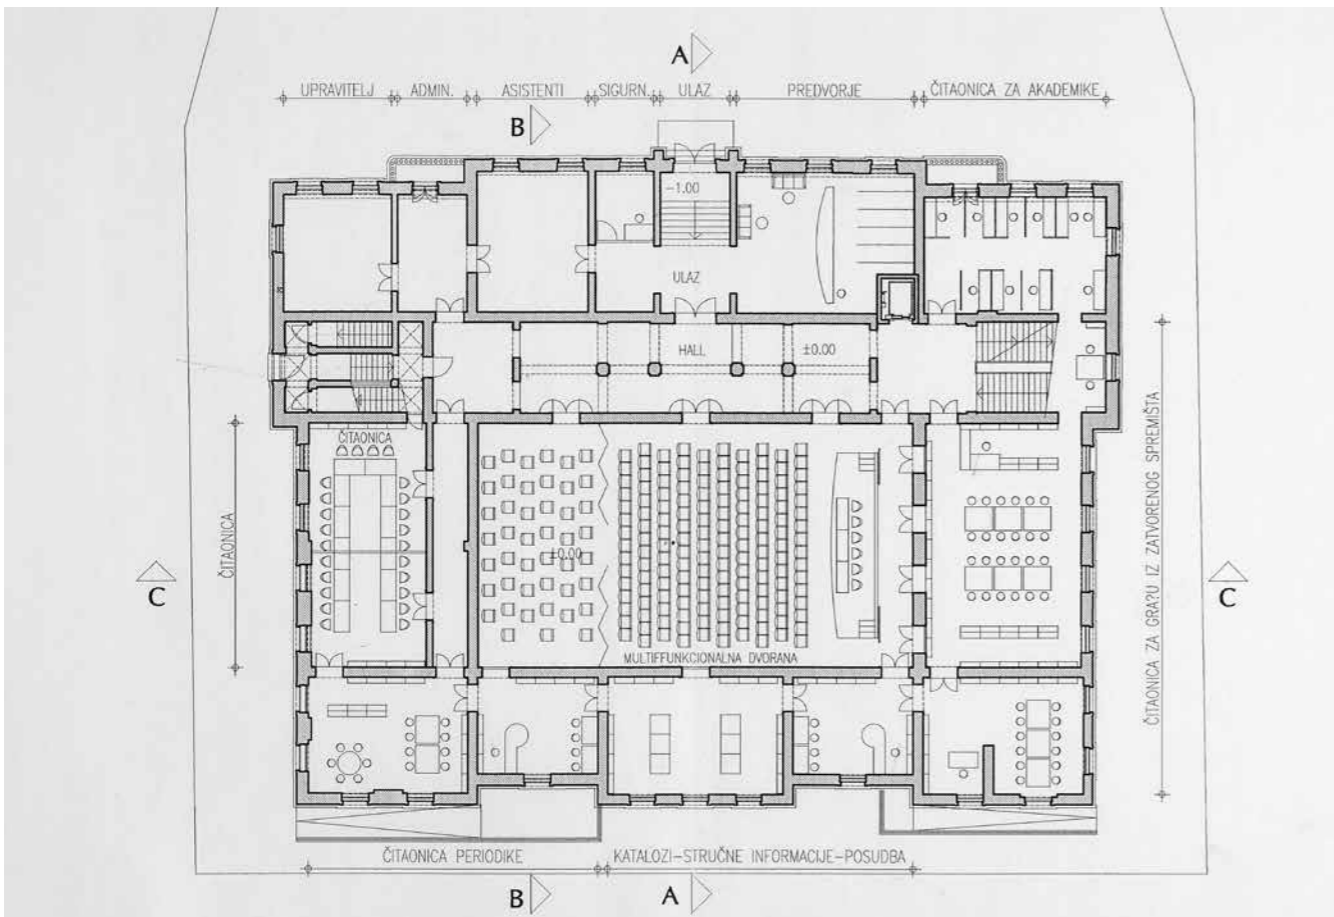 A
UPRAVITELJ ADMIN. ASISTENTI SIGURN. ULAZ PREDVORJE ČITAONICA ZA AKADEMIKE
B
-1.00
ULAZ
HALL ±0.00
ČITAONICA
ČITAONICA
±0.00
C
C
ČITAONICA ZA GRA?U IZ ZATVORENOG SPREMIŠTA
MULTIFFUNKCIONALNA DVORANA
ČITAONICA PERIODIKE KATALOZI-STRUČNE INFORMACIJE-POSUDBA
B A